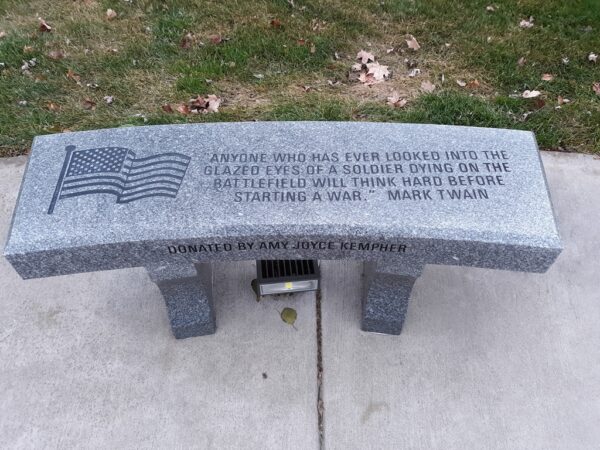 "ANYONE WHO HAS EVER LOOKED INTO THE
GLAZED EYES OF A SOLDIER DYING ON THE
BATTLEFIELD WILL THINK HARD BEFORE
STARTING A WAR." MARK TWAIN
DONATED BY AMY JOYCE KEMPHER